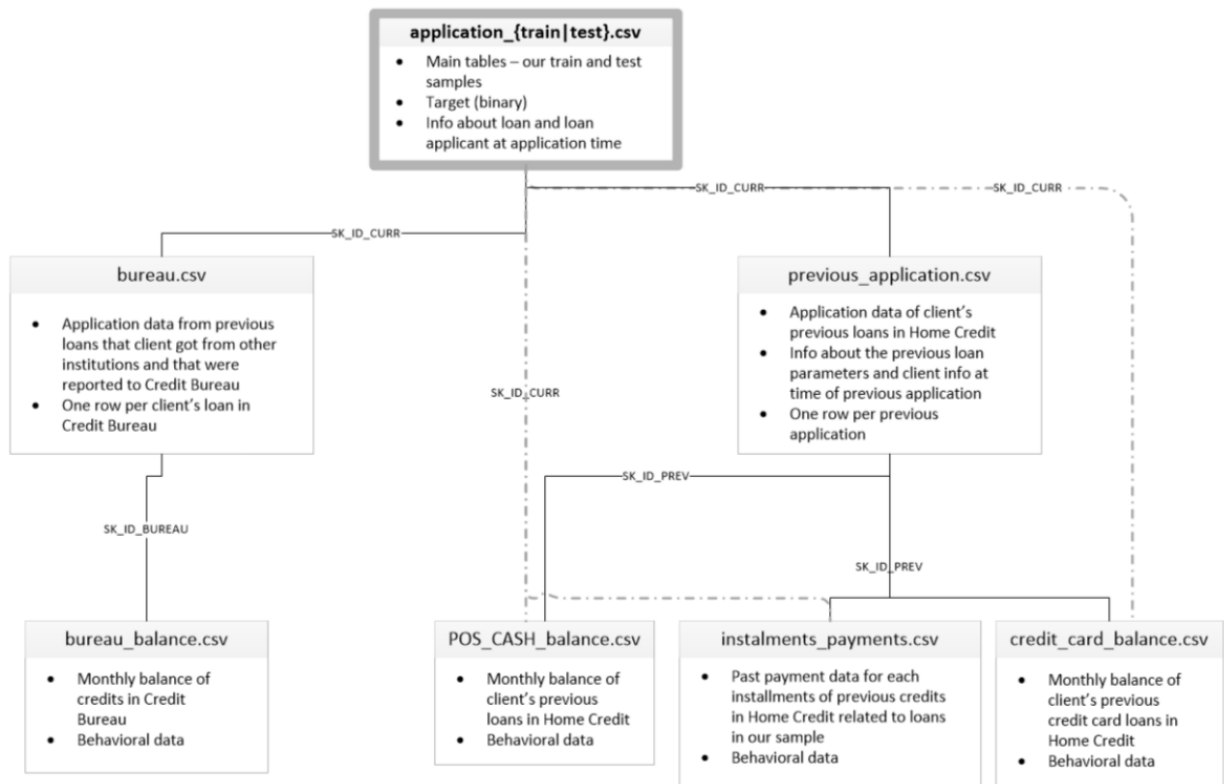 application_{train|test}.csv
• Main tables – our train and test
samples
• Target (binary)
• Info about loan and loan
applicant at application time
SK_ID_CURR
SK_ID_CURR
SK_ID_CURR
bureau.csv
• Application data from previous
loans that client got from other
institutions and that were
reported to Credit Bureau
• One row per client's loan in
Credit Bureau
previous_application.csv
• Application data of client's
previous loans in Home Credit
• Info about the previous loan
parameters and client info at
time of previous application
• One row per previous
application
SK_ID_CURR
SK_ID_PREV
SK_ID_BUREAU
SK_ID_PREV
bureau_balance.csv
• Monthly balance of
credits in Credit
Bureau
• Behavioral data
POS_CASH_balance.csv
• Monthly balance of
client's previous
loans in Home Credit
• Behavioral data
instalments_payments.csv
• Past payment data for each
installments of previous credits
in Home Credit related to loans
in our sample
• Behavioral data
credit_card_balance.csv
• Monthly balance of
client's previous
credit card loans in
Home Credit
• Behavioral data